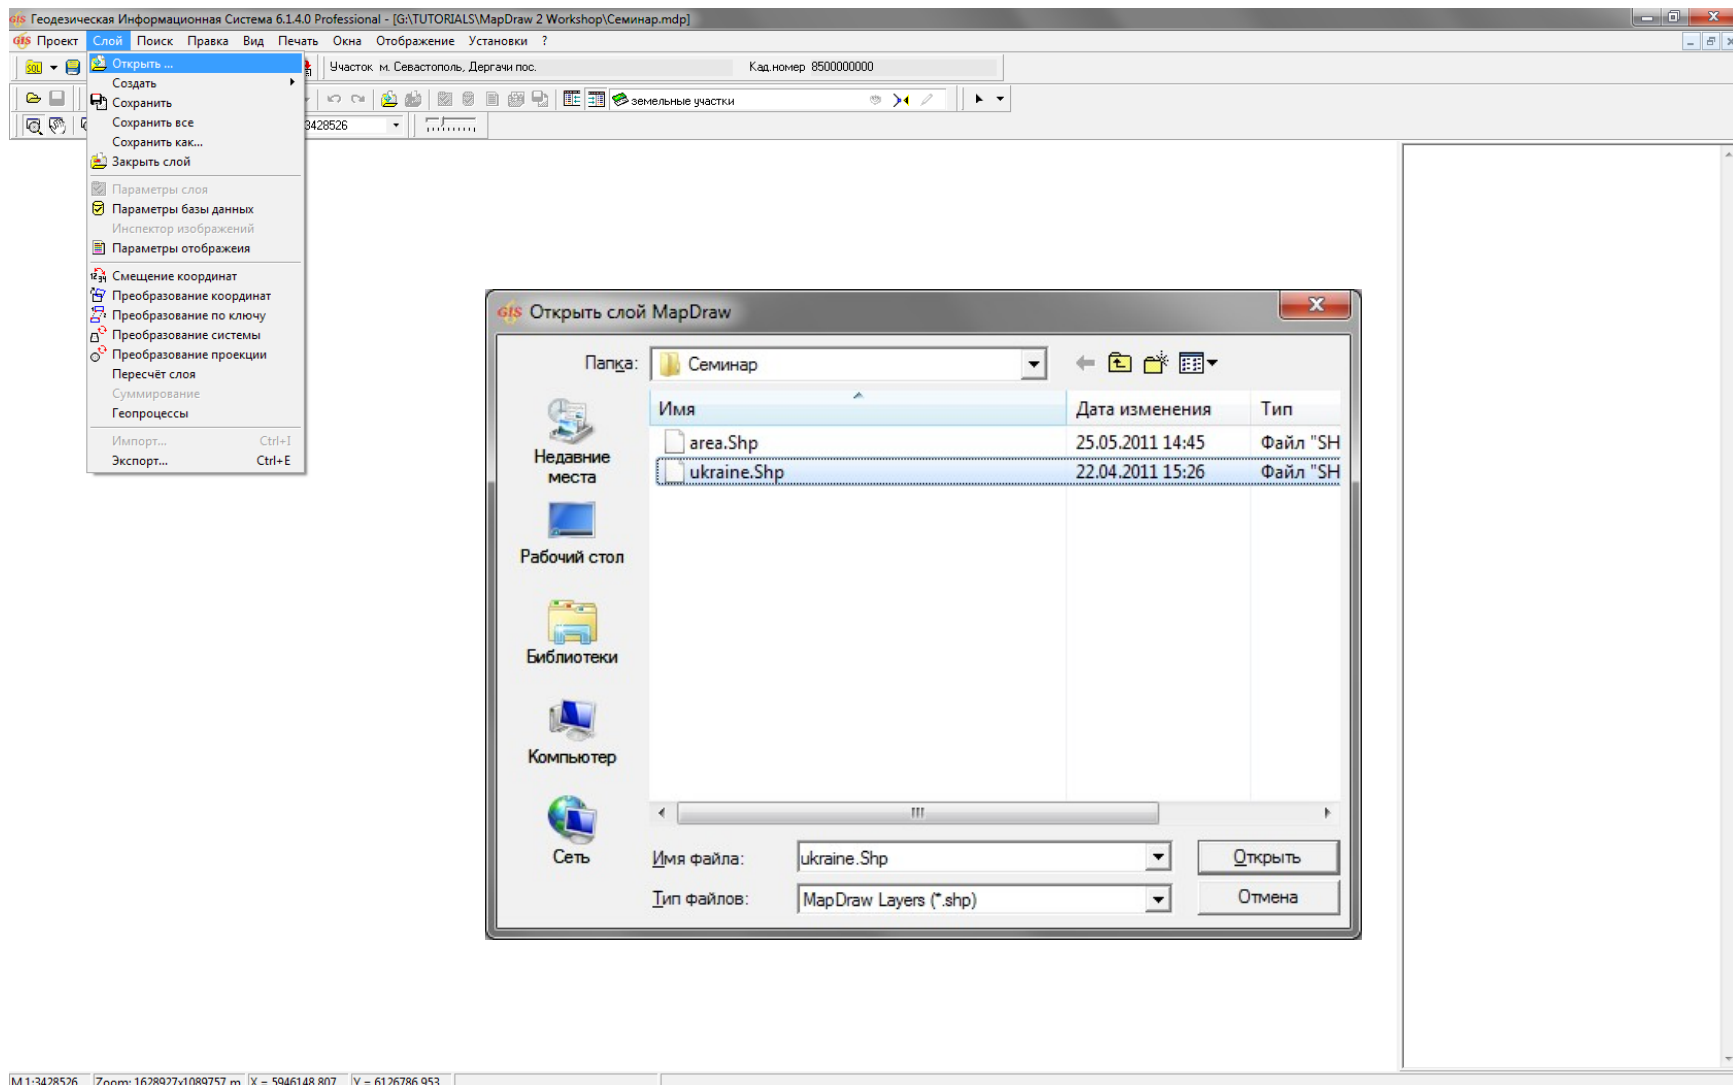 GIS Геодезическая Информационная Система 6.1.4.0 Professional - [G:\TUTORIALS\MapDraw 2 Workshop\Семинар.mdp]
GIS Проект Слой Поиск Правка Вид Печать Окна Отображение Установки ?
SQL Участок м. Севастополь, Дергачи пос. Кад.номер 8500000000
земельные участки
3428526
Открыть ...
Создать
Сохранить
Сохранить все
Сохранить как...
Закрыть слой
Параметры слоя
Параметры базы данных
Инспектор изображений
Параметры отображеия
Смещение координат
Преобразование координат
Преобразование по ключу
Преобразование системы
Преобразование проекции
Пересчёт слоя
Суммирование
Геопроцессы
Импорт... Ctrl+I
Экспорт... Ctrl+E
GIS Открыть слой MapDraw
Папка: Семинар
Имя Дата изменения Тип
area.Shp 25.05.2011 14:45 Файл "SH
ukraine.Shp 22.04.2011 15:26 Файл "SH
Недавние
места
Рабочий стол
Библиотеки
Компьютер
Сеть
Имя файла: ukraine.Shp Открыть
Тип файлов: MapDraw Layers (*.shp) Отмена
M 1:3428526 Zoom: 1628927x1089757 m X = 5946148.807 Y = 6126786.953